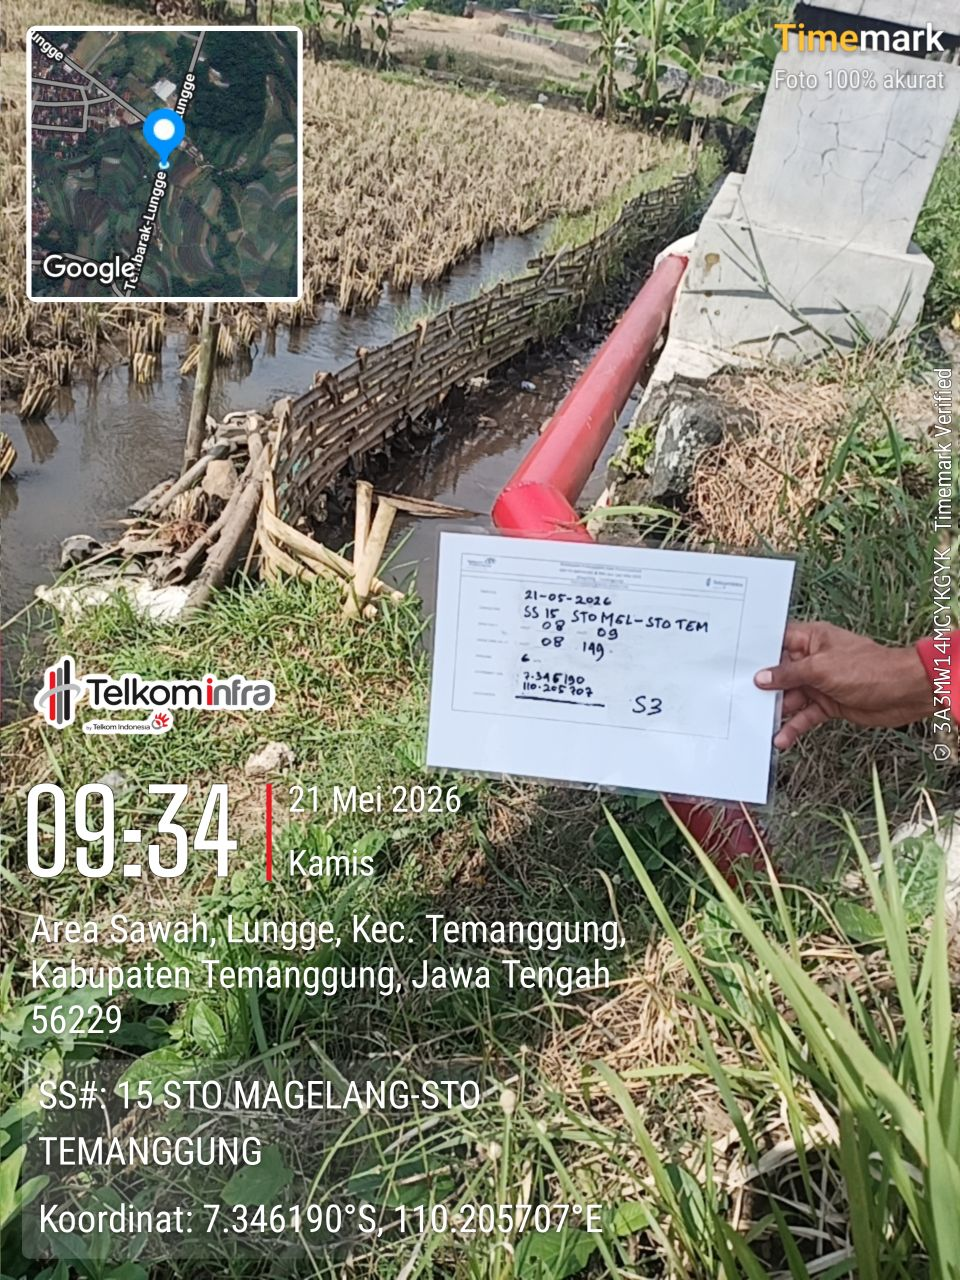 Timemark
Foto 100% akurat
ungge
Lungge
Tembarak-Lungge
Google
21-05-2026
SS 15 STO MGL-STO TEM
08 09
08 149
6
7.346190
110.205707
S3
Telkominfra
by Telkom Indonesia
09:34
21 Mei 2026
Kamis
Area Sawah, Lungge, Kec. Temanggung,
Kabupaten Temanggung, Jawa Tengah
56229
SS#: 15 STO MAGELANG-STO
TEMANGGUNG
Koordinat: 7.346190°S, 110.205707°E
3A3MW14MCYKGYK Timemark Verified